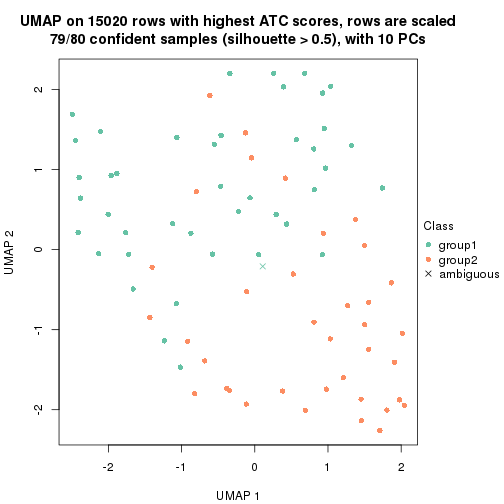 UMAP on 15020 rows with highest ATC scores, rows are scaled
79/80 confident samples (silhouette > 0.5), with 10 PCs
2
1
0
-1
-2
UMAP 2
-2 -1 0 1 2
UMAP 1
Class
group1
group2
ambiguous